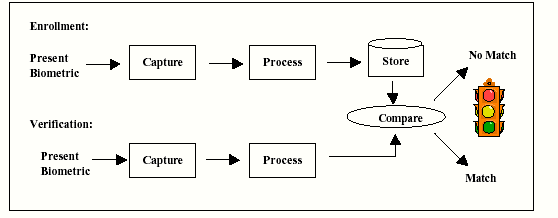 Enrollment:
Present
Biometric
Capture
Process
Store
No Match
Compare
Verification:
Present
Biometric
Capture
Process
Match